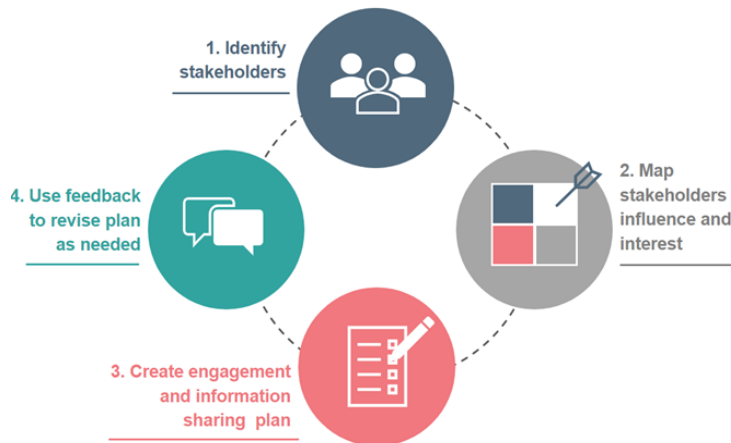 1. Identify
stakeholders
2. Map
stakeholders
influence and
interest
3. Create engagement
and information
sharing plan
4. Use feedback
to revise plan
as needed